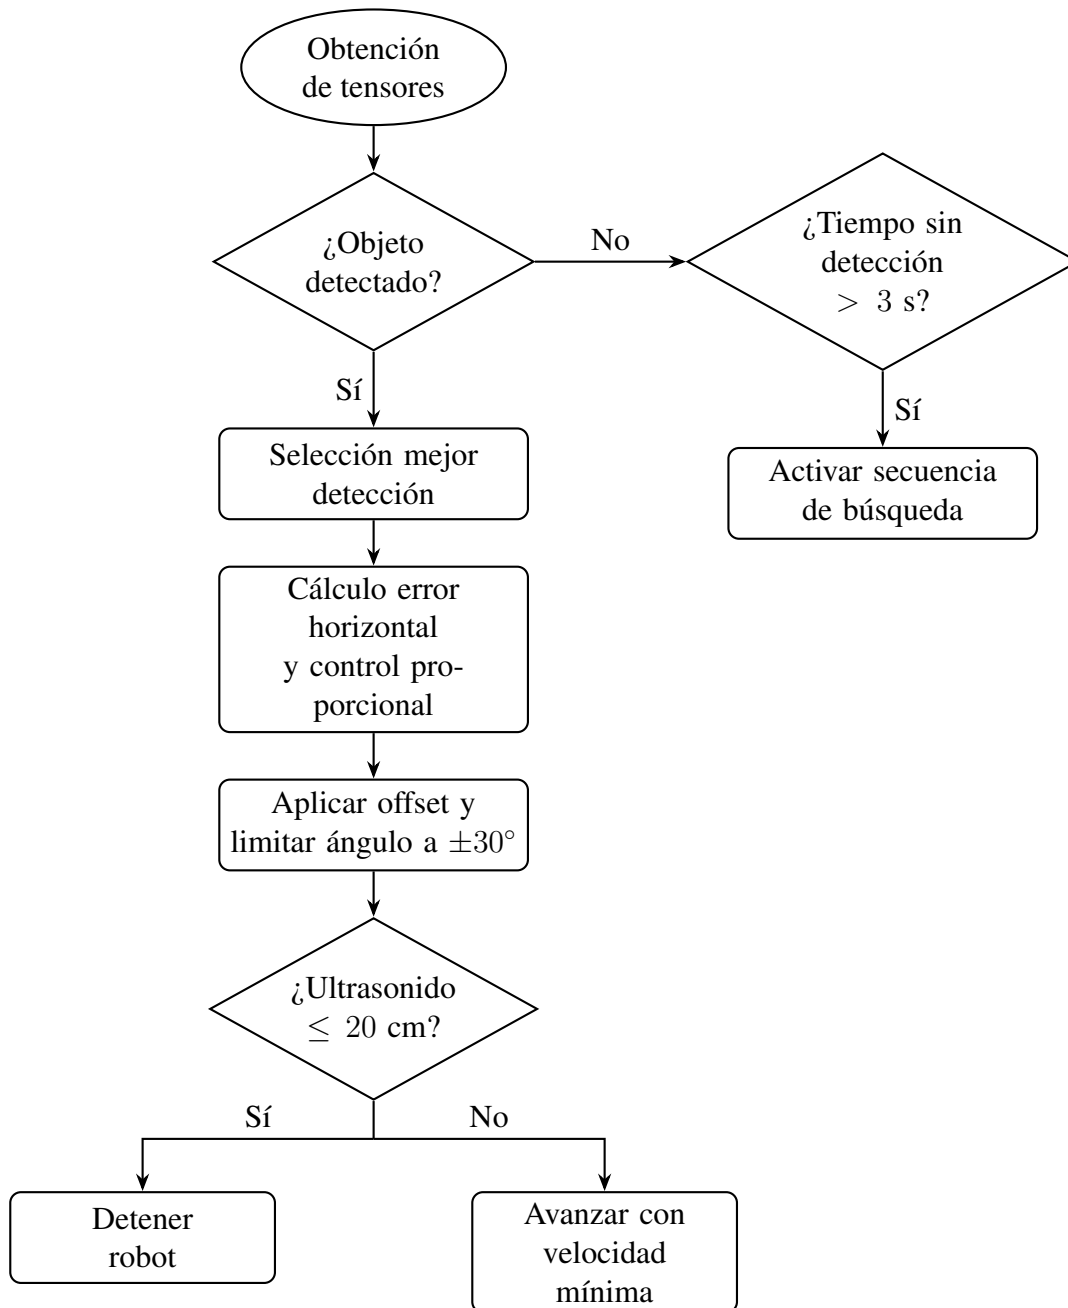 Obtención
de tensores
¿Objeto
detectado?
No
¿Tiempo sin
detección
> 3 s?
Sí
Sí
Selección mejor
detección
Activar secuencia
de búsqueda
Cálculo error
horizontal
y control pro-
porcional
Aplicar offset y
limitar ángulo a ±30°
¿Ultrasonido
≤ 20 cm?
Sí
No
Detener
robot
Avanzar con
velocidad
mínima